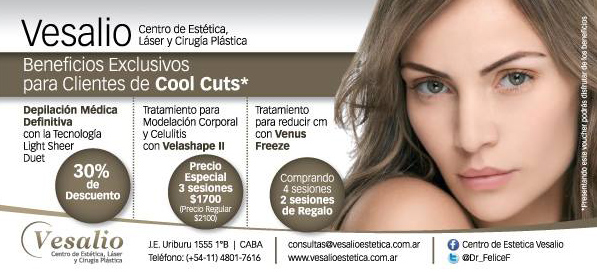 Vesalio Centro de Estética,
Láser y Cirugía Plástica
Beneficios Exclusivos
para Clientes de Cool Cuts*
Depilación Médica
Definitiva
con la Tecnología
Light Sheer
Duet
30%
de
Descuento
Tratamiento para
Modelación Corporal
y Celulitis
con Velashape II
Precio
Especial
3 sesiones
$1700
(Precio Regular
$2100)
Tratamiento
para reducir cm
con Venus
Freeze
Comprando
4 sesiones
2 sesiones
de Regalo
*Presentando este voucher podrás disfrutar de los beneficios
Vesalio
Centro de Estética, Láser
y Cirugía Plástica
J.E. Uriburu 1555 1°B | CABA
Teléfono: (+54-11) 4801-7616
consultas@vesalioestetica.com.ar
www.vesalioestetica.com.ar
Centro de Estetica Vesalio
@Dr_FeliceF